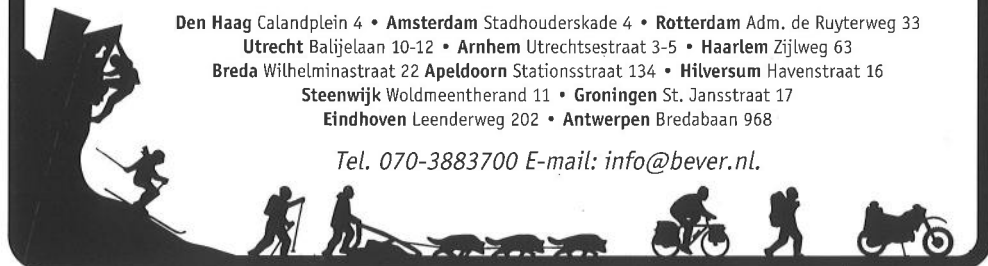 Den Haag Calandplein 4 • Amsterdam Stadhouderskade 4 • Rotterdam Adm. de Ruyterweg 33
Utrecht Balijelaan 10-12 • Arnhem Utrechtsestraat 3-5 • Haarlem Zijlweg 63
Breda Wilhelminastraat 22 Apeldoorn Stationsstraat 134 • Hilversum Havenstraat 16
Steenwijk Woldmeentherand 11 • Groningen St. Jansstraat 17
Eindhoven Leenderweg 202 • Antwerpen Bredabaan 968
Tel. 070-3883700 E-mail: info@bever.nl.